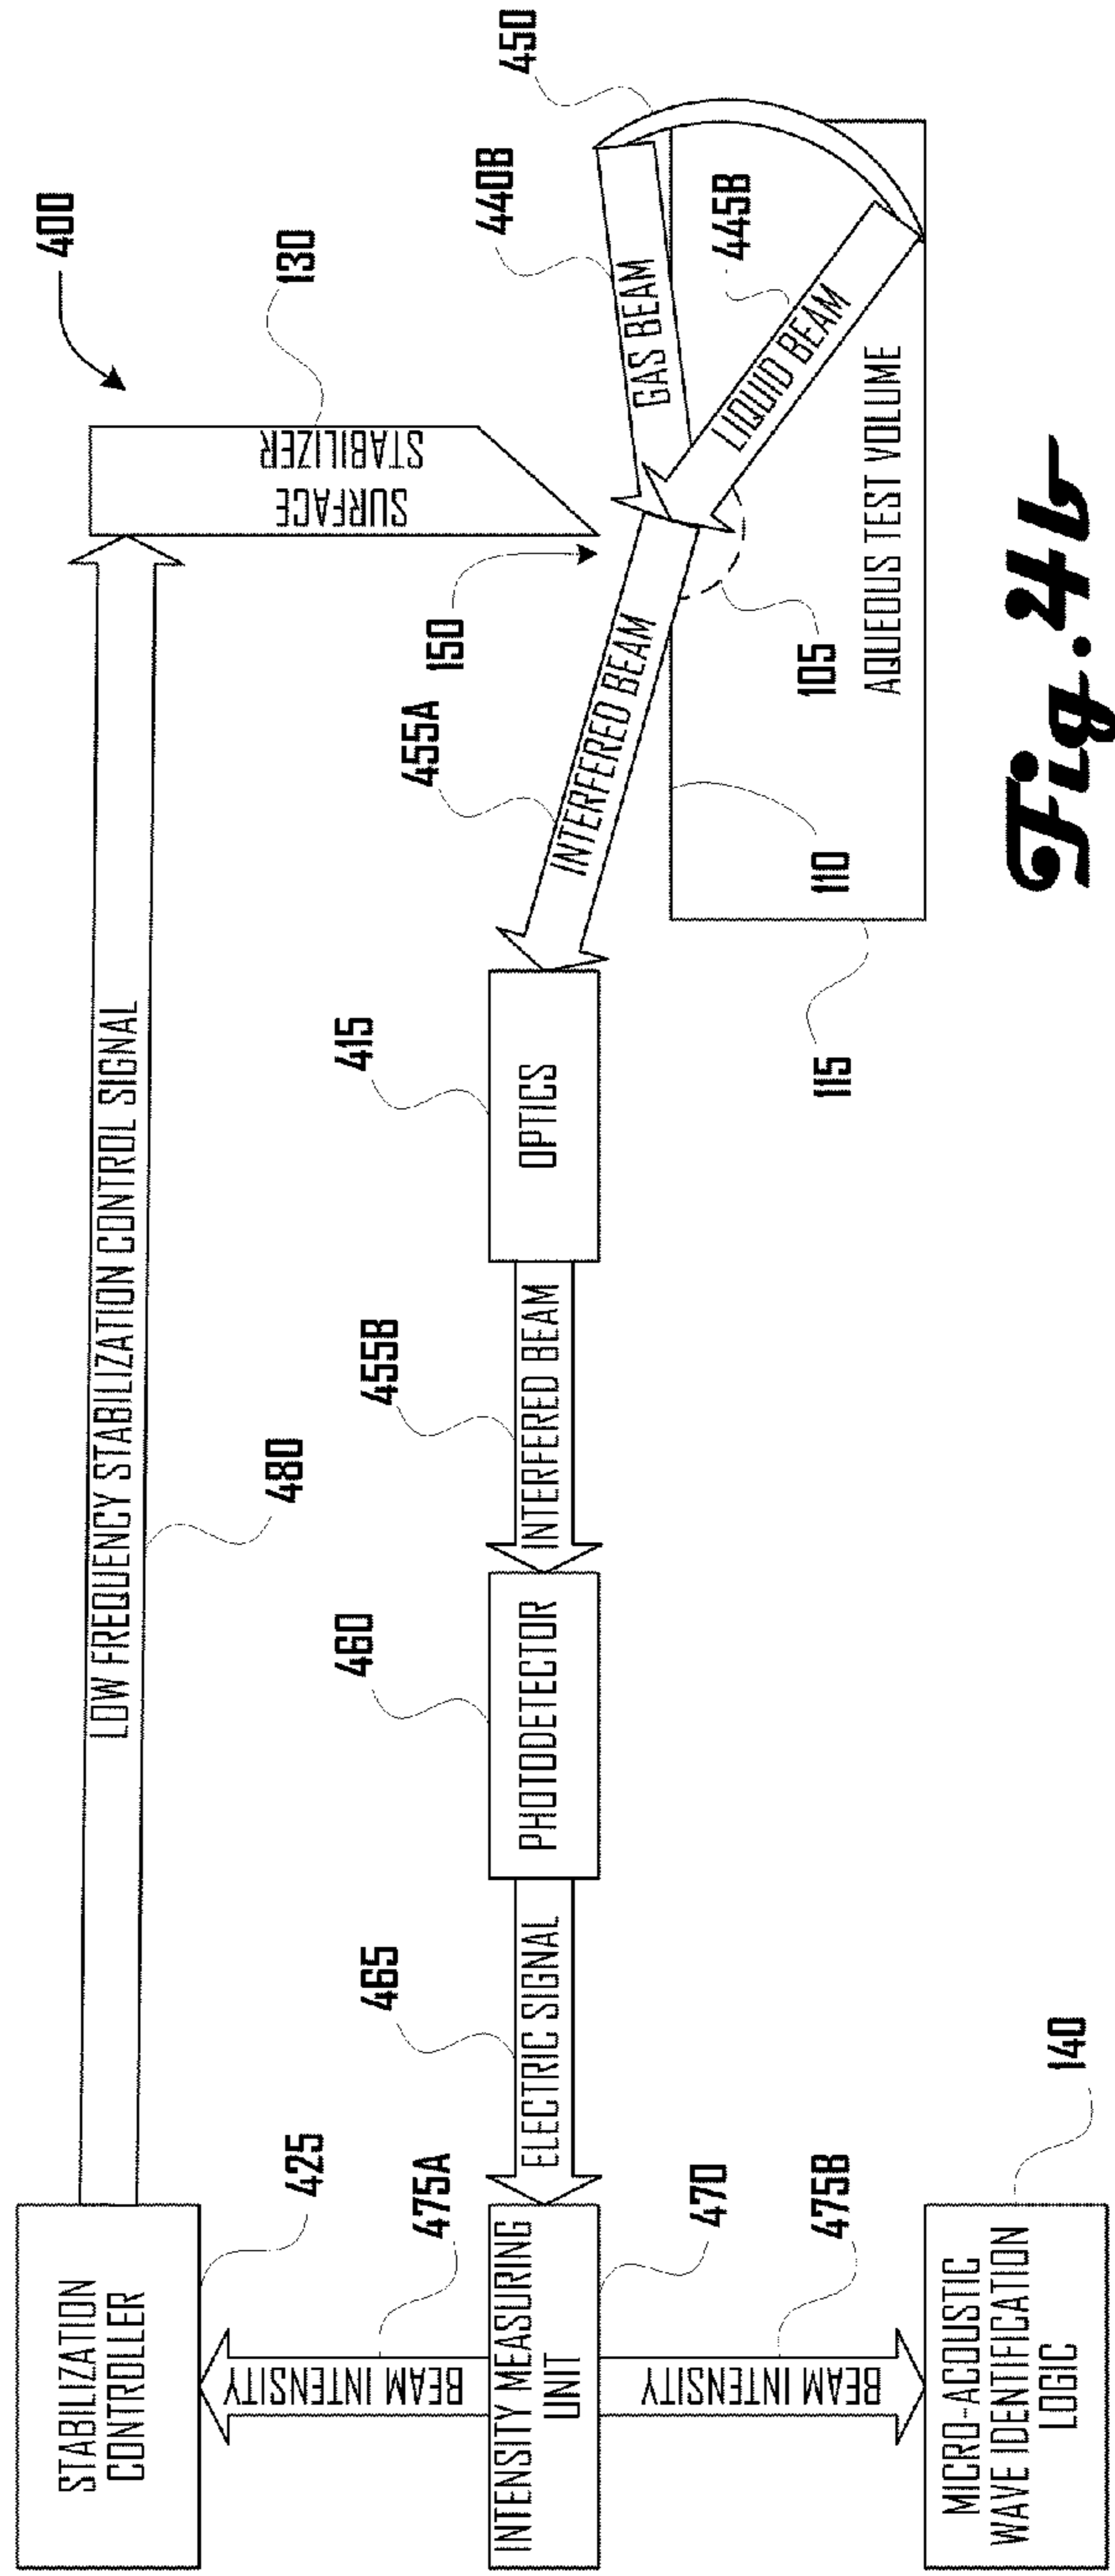 400
STABILIZATION
CONTROLLER
425
LOW FREQUENCY STABILIZATION CONTROL SIGNAL
480
SURFACE
STABILIZER
130
BEAM INTENSITY
475A
INTENSITY MEASURING
UNIT
470
ELECTRIC SIGNAL
465
PHOTODETECTOR
460
INTERFERED BEAM
455B
OPTICS
415
INTERFERED BEAM
455A
150
GAS BEAM
440B
LIQUID BEAM
445B
450
105
110
115
AQUEOUS TEST VOLUME
BEAM INTENSITY
475B
MICRO-ACOUSTIC
WAVE IDENTIFICATION
LOGIC
140
Fig. 4b